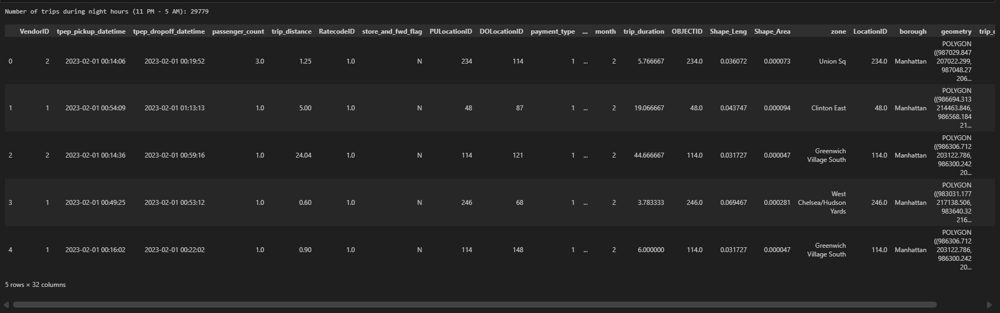 Number of trips during night hours (11 PM - 5 AM): 29779
VendorID tpep_pickup_datetime tpep_dropoff_datetime passenger_count trip_distance RatecodeID store_and_fwd_flag PULocationID DOLocationID payment_type ... month trip_duration OBJECTID Shape_Leng Shape_Area zone LocationID borough geometry trip_c
0 2 2023-02-01 00:14:06 2023-02-01 00:19:52 3.0 1.25 1.0 N 234 114 1 ... 2 5.766667 234.0 0.036072 0.000073 Union Sq 234.0 Manhattan POLYGON
((987029.847
207022.299,
987048.27
206...
1 1 2023-02-01 00:54:09 2023-02-01 01:13:13 1.0 5.00 1.0 N 48 87 1 ... 2 19.066667 48.0 0.043747 0.000094 Clinton East 48.0 Manhattan POLYGON
((986694.313
214463.846,
986568.184
21...
2 2 2023-02-01 00:14:36 2023-02-01 00:59:16 1.0 24.04 1.0 N 114 121 1 ... 2 44.666667 114.0 0.031727 0.000047 Greenwich
Village South 114.0 Manhattan POLYGON
((986306.712
203122.786,
986300.242
20...
3 1 2023-02-01 00:49:25 2023-02-01 00:53:12 1.0 0.60 1.0 N 246 68 1 ... 2 3.783333 246.0 0.069467 0.000281 West
Chelsea/Hudson
Yards 246.0 Manhattan POLYGON
((983031.177
217138.506,
983640.32
216...
4 1 2023-02-01 00:16:02 2023-02-01 00:22:02 1.0 0.90 1.0 N 114 148 1 ... 2 6.000000 114.0 0.031727 0.000047 Greenwich
Village South 114.0 Manhattan POLYGON
((986306.712
203122.786,
986300.242
20...
5 rows × 32 columns